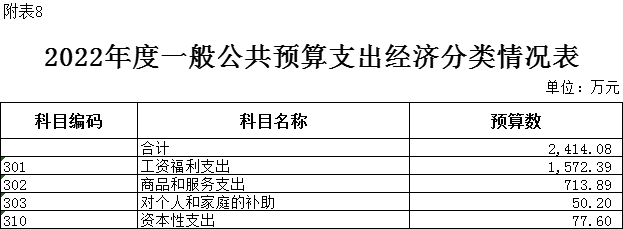 附表8
2022年度一般公共预算支出经济分类情况表
单位：万元
科目编码 科目名称 预算数
合计 2,414.08
301 工资福利支出 1,572.39
302 商品和服务支出 713.89
303 对个人和家庭的补助 50.20
310 资本性支出 77.60